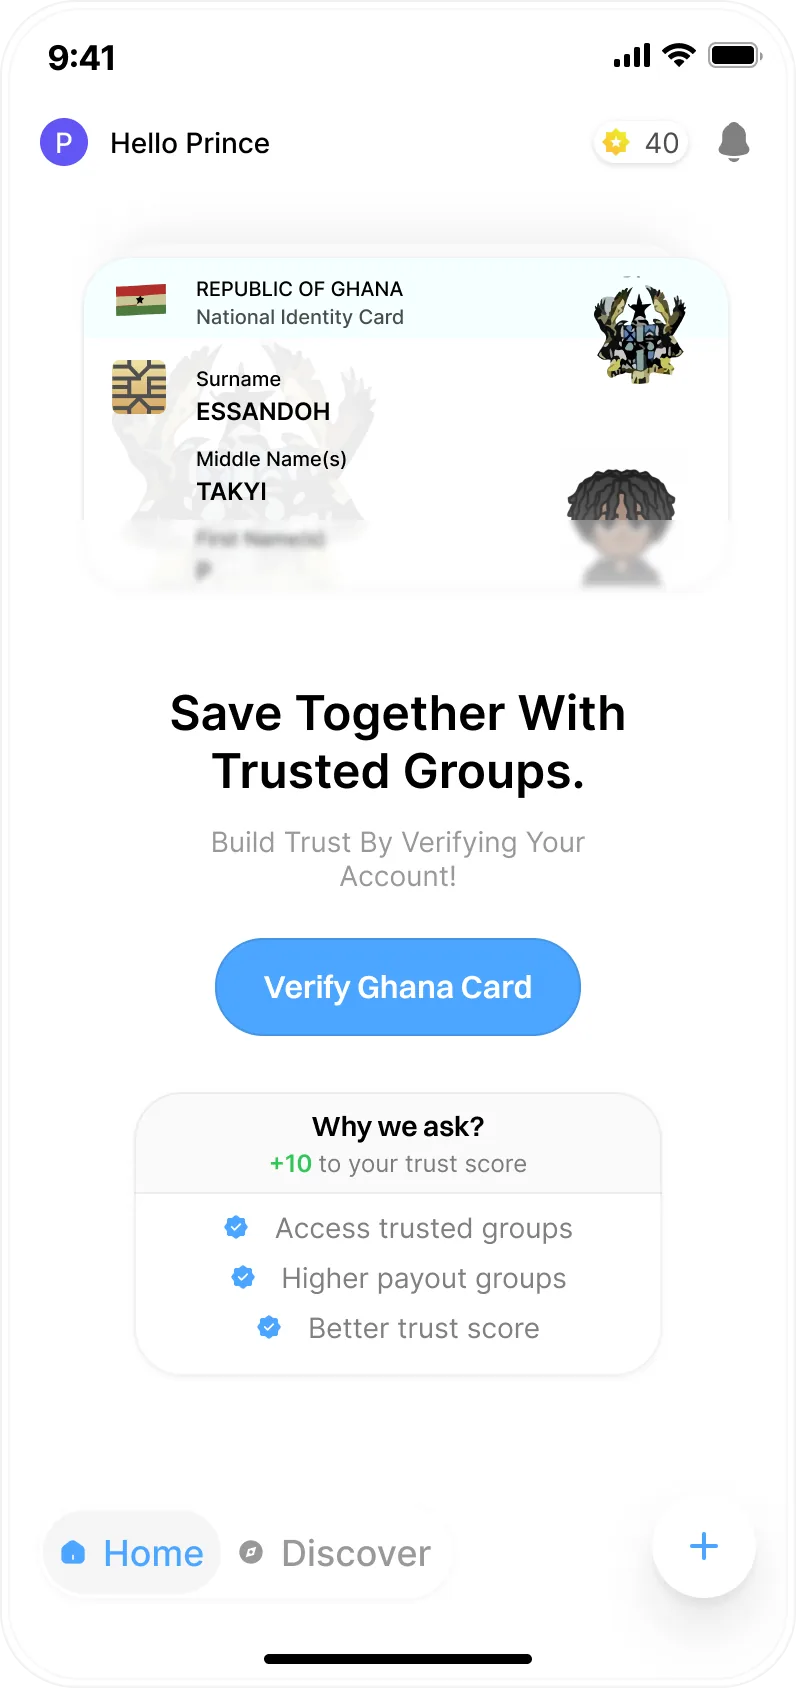 9:41
P
Hello Prince
40
REPUBLIC OF GHANA
National Identity Card
Surname
ESSANDOH
Middle Name(s)
TAKYI
First Name(s)
P
Save Together With
Trusted Groups.
Build Trust By Verifying Your
Account!
Verify Ghana Card
Why we ask?
+10 to your trust score
Access trusted groups
Higher payout groups
Better trust score
Home
Discover